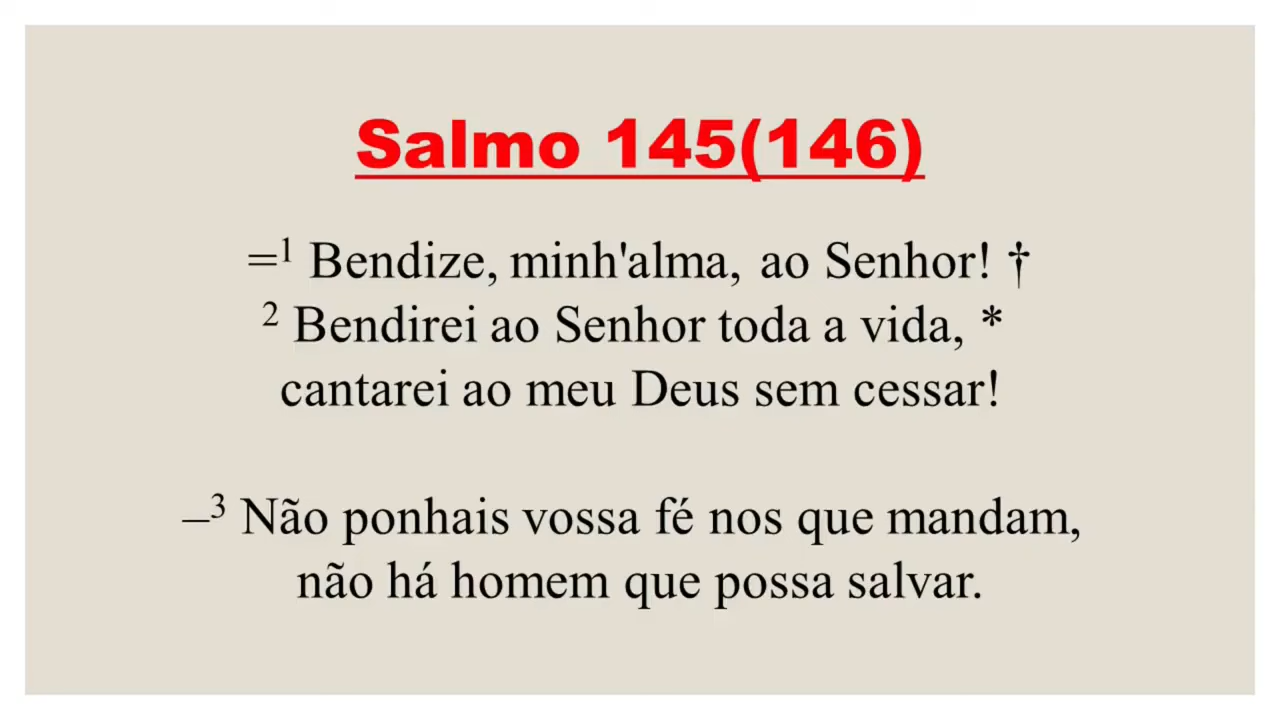 Salmo 145(146)
=¹ Bendize, minh'alma, ao Senhor! †
² Bendirei ao Senhor toda a vida, *
cantarei ao meu Deus sem cessar!
–³ Não ponhais vossa fé nos que mandam,
não há homem que possa salvar.